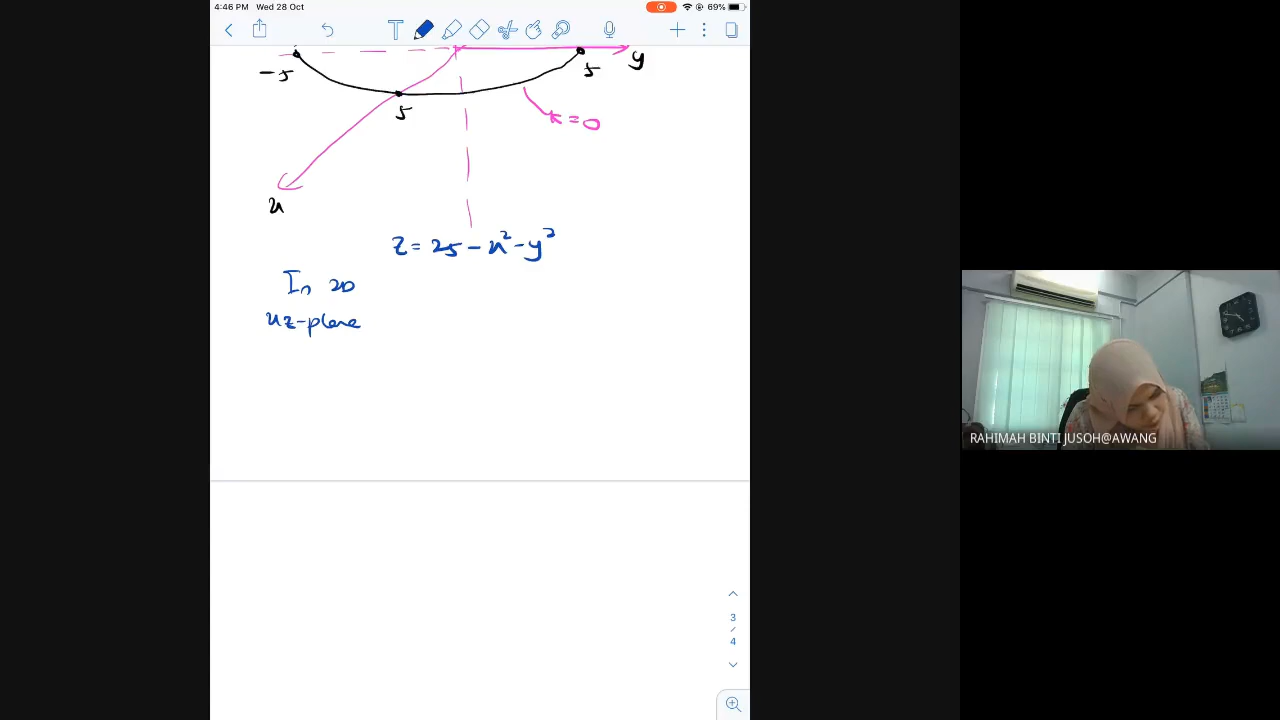 4:46 PM Wed 28 Oct
69%
T
y
-5
5
5
k=0
x
z = 25 - x² - y²
In 2D
xz-plane
RAHIMAH BINTI JUSOH@AWANG
3
/
4